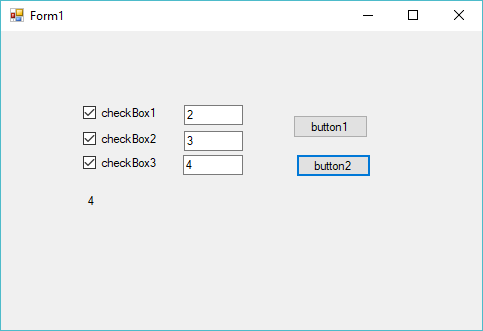 Form1
checkBox1 2 button1
checkBox2 3
checkBox3 4 button2
4